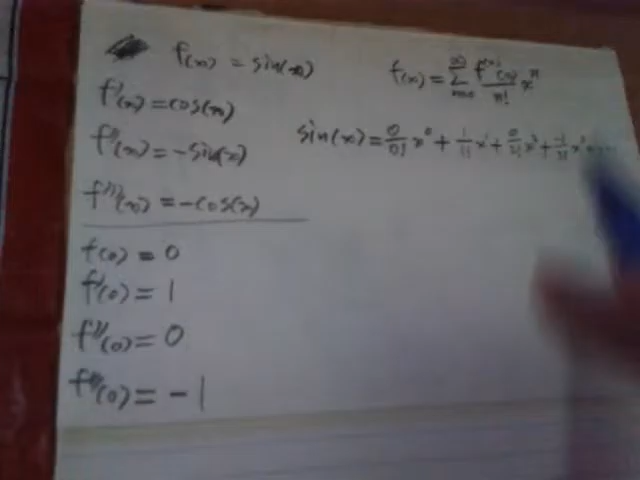 f(x) = sin(x)
f'(x) = cos(x)
f''(x) = -sin(x)
f'''(x) = -cos(x)
f(0) = 0
f'(0) = 1
f''(0) = 0
f'''(0) = -1
f(x) = ∑_{n=0}^{∞} f^{(n)}(0)/n! x^n
sin(x) = 0/0! x^0 + 1/1! x^1 + 0/2! x^2 + -1/3! x^3